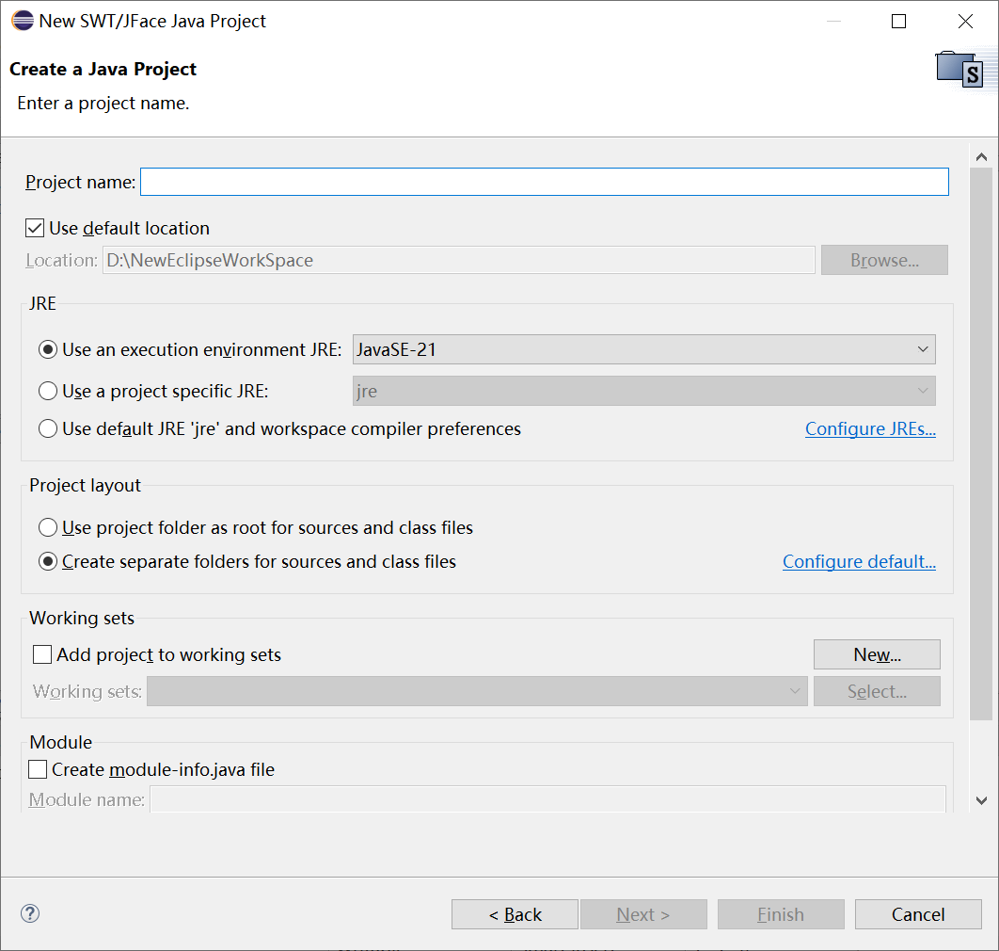 New SWT/JFace Java Project
Create a Java Project
S
Enter a project name.
Project name:
Use default location
Location: D:\NewEclipseWorkSpace Browse...
JRE
Use an execution environment JRE: JavaSE-21
Use a project specific JRE: jre
Use default JRE 'jre' and workspace compiler preferences Configure JREs...
Project layout
Use project folder as root for sources and class files
Create separate folders for sources and class files Configure default...
Working sets
Add project to working sets New...
Working sets: Select...
Module
Create module-info.java file
Module name:
? < Back Next > Finish Cancel